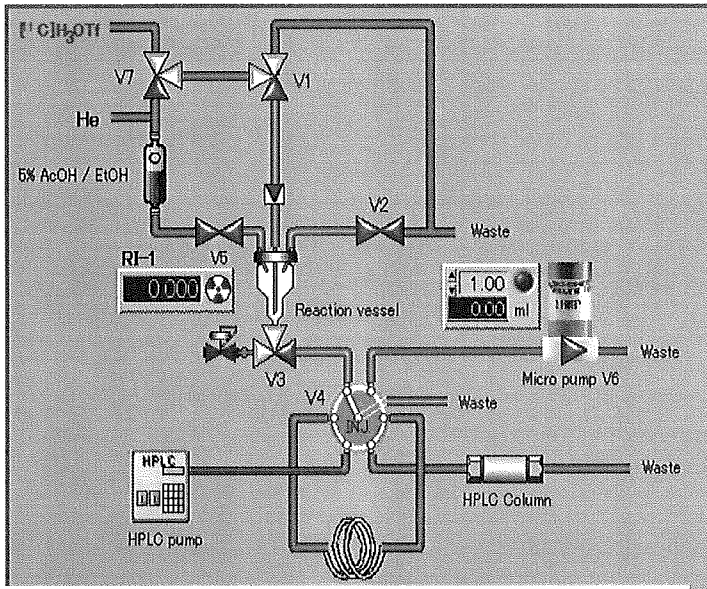 [¹¹C]H₃OTf
V7
V1
He
5% AcOH / EtOH
V5
V2
Waste
RI-1
0.000
Reaction vessel
1.00
0.00 ml
Waste
Micro pump V6
V3
V4
Waste
INJ
HPLC
HPLC pump
HPLC Column
Waste